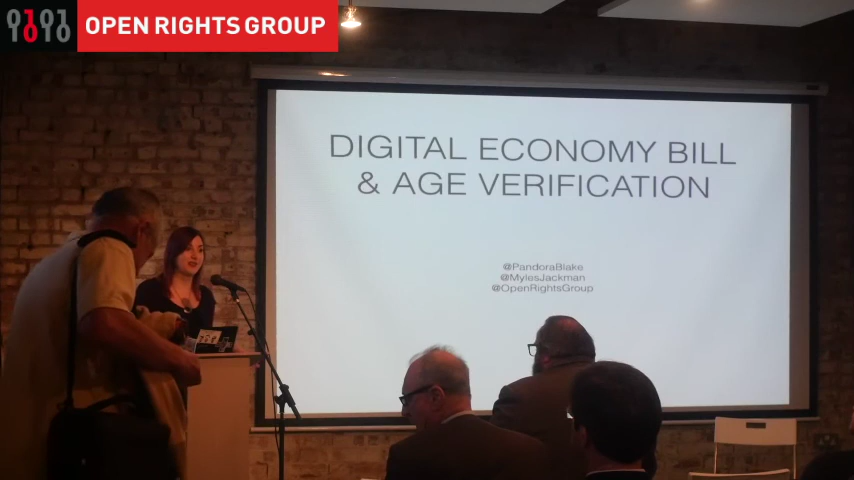 OPEN RIGHTS GROUP
DIGITAL ECONOMY BILL
& AGE VERIFICATION
@PandoraBlake
@MylesJackman
@OpenRightsGroup